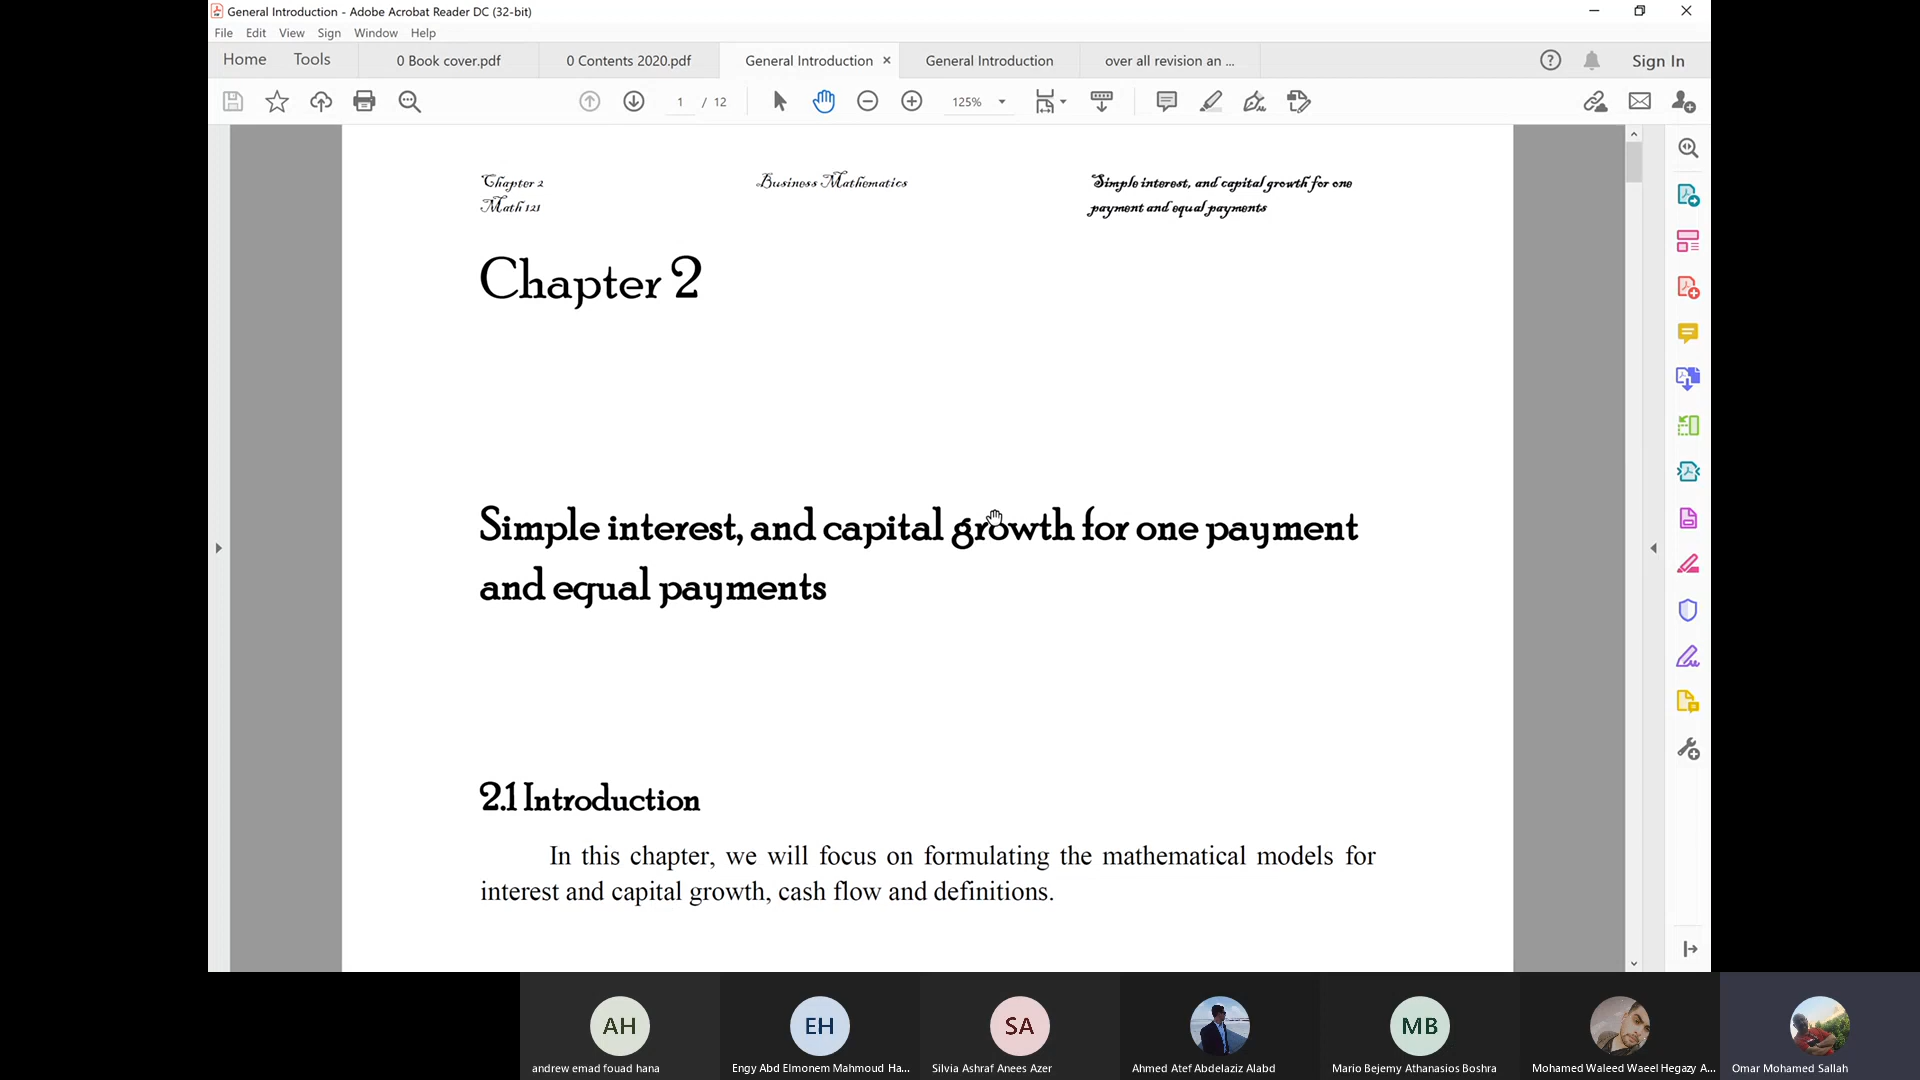 General Introduction - Adobe Acrobat Reader DC (32-bit)
File Edit View Sign Window Help
Home Tools 0 Book cover.pdf 0 Contents 2020.pdf General Introduction × General Introduction over all revision an ... Sign In
1 / 12 125%
Chapter 2 Business Mathematics Simple interest, and capital growth for one
Math 121 payment and equal payments
Chapter 2
Simple interest, and capital growth for one payment
and equal payments
2.1 Introduction
In this chapter, we will focus on formulating the mathematical models for
interest and capital growth, cash flow and definitions.
AH EH SA MB
andrew emad fouad hana Engy Abd Elmonem Mahmoud Ha... Silvia Ashraf Anees Azer Ahmed Atef Abdelaziz Alabd Mario Bejemy Athanasios Boshra Mohamed Waleed Waeel Hegazy A... Omar Mohamed Sallah